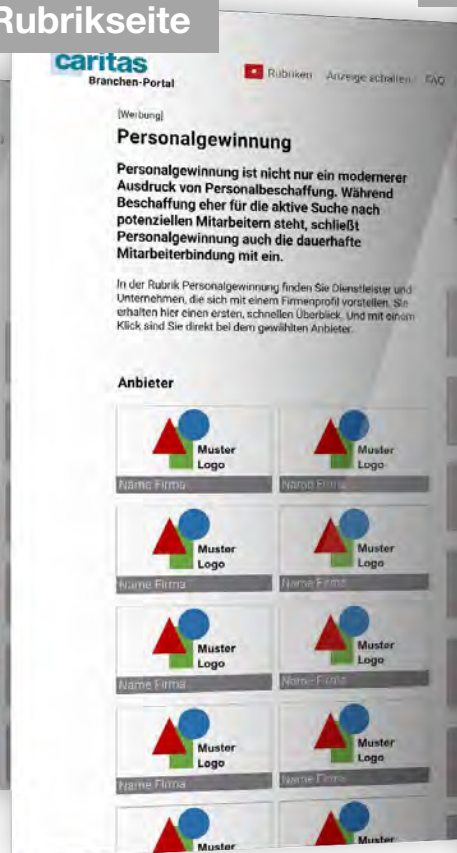 Rubrikseite
caritas
Branchen-Portal
Rubriken Anzeige schalten FAQ
[Werbung]
Personalgewinnung
Personalgewinnung ist nicht nur ein modernerer
Ausdruck von Personalbeschaffung. Während
Beschaffung eher für die aktive Suche nach
potenziellen Mitarbeitern steht, schließt
Personalgewinnung auch die dauerhafte
Mitarbeiterbindung mit ein.
In der Rubrik Personalgewinnung finden Sie Dienstleister und
Unternehmen, die sich mit einem Firmenprofil vorstellen. Sie
erhalten hier einen ersten, schnellen Überblick. Und mit einem
Klick sind Sie direkt bei dem gewählten Anbieter.
Anbieter
Muster Muster
Logo Logo
Name Firma Name Firma
Muster Muster
Logo Logo
Name Firma Name Firma
Muster Muster
Logo Logo
Name Firma Name Firma
Muster Muster
Logo Logo
Name Firma Name Firma
Muster Muster